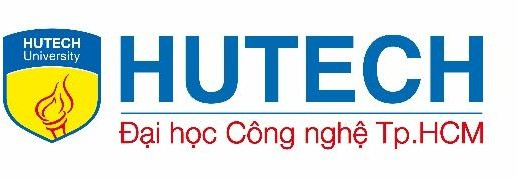 HUTECH
University
HUTECH
Đại học Công nghệ Tp.HCM